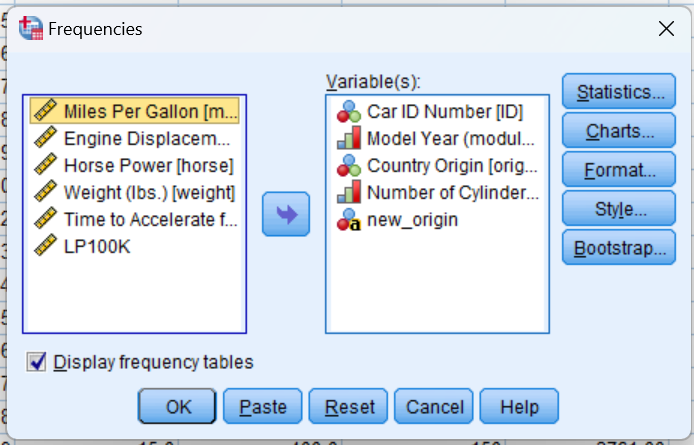 Frequencies
Variable(s):
Miles Per Gallon [m...
Engine Displacem...
Horse Power [horse]
Weight (lbs.) [weight]
Time to Accelerate f...
LP100K
Car ID Number [ID]
Model Year (modul...
Country Origin [orig...
Number of Cylinder...
new_origin
Statistics...
Charts...
Format...
Style...
Bootstrap...
Display frequency tables
OK
Paste
Reset
Cancel
Help